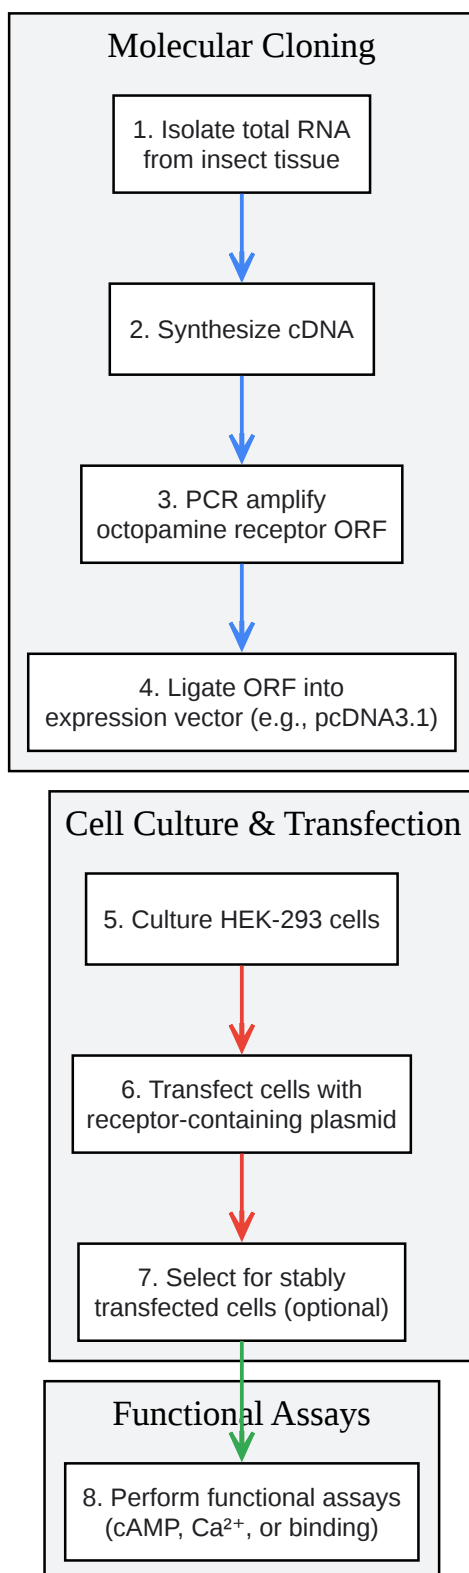 Molecular Cloning
1. Isolate total RNA
from insect tissue
2. Synthesize cDNA
3. PCR amplify
octopamine receptor ORF
4. Ligate ORF into
expression vector (e.g., pcDNA3.1)
Cell Culture & Transfection
5. Culture HEK-293 cells
6. Transfect cells with
receptor-containing plasmid
7. Select for stably
transfected cells (optional)
Functional Assays
8. Perform functional assays
(cAMP, Ca²⁺, or binding)